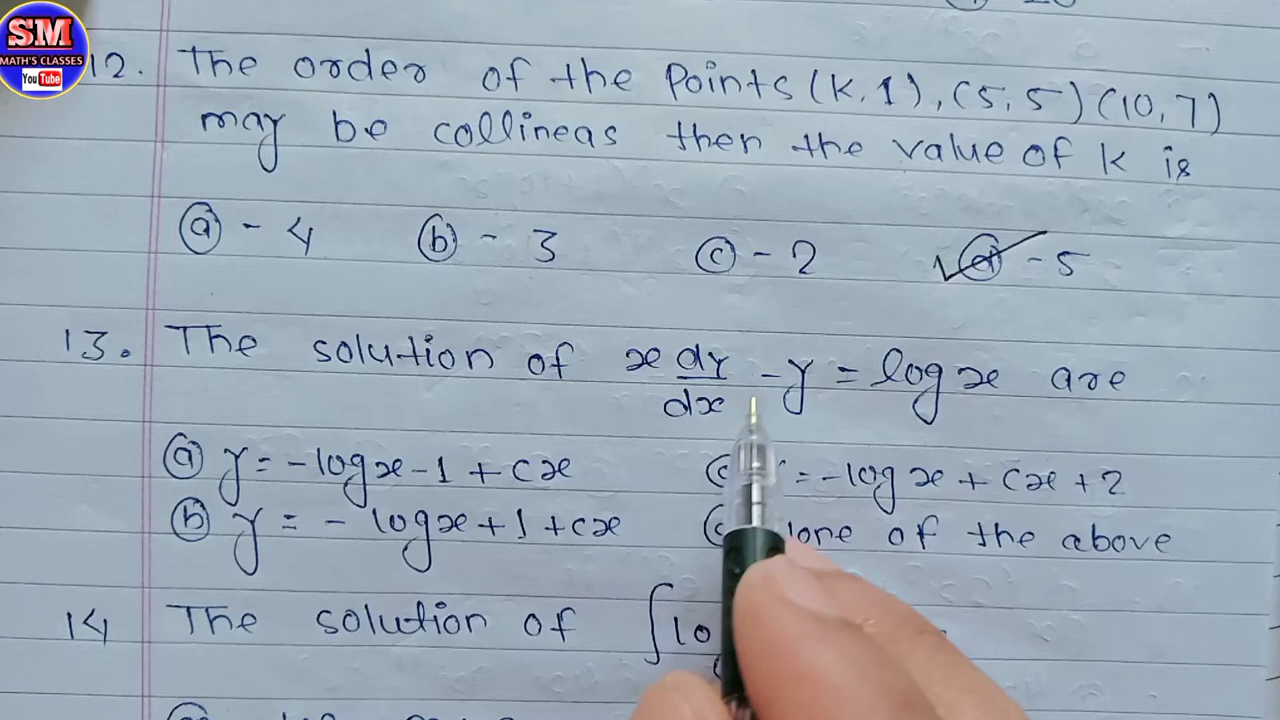 SM
MATH'S CLASSES
YouTube
12. The order of the Points (k, 1), (5, 5) (10, 7)
may be collineas then the value of k is
(a) - 4 (b) - 3 (c) - 2 (d) - 5
13. The solution of x dy/dx - y = log x are
(a) y = - log x - 1 + cx (c) = - log x + cx + 2
(b) y = - log x + 1 + cx None of the above
14 The solution of ∫